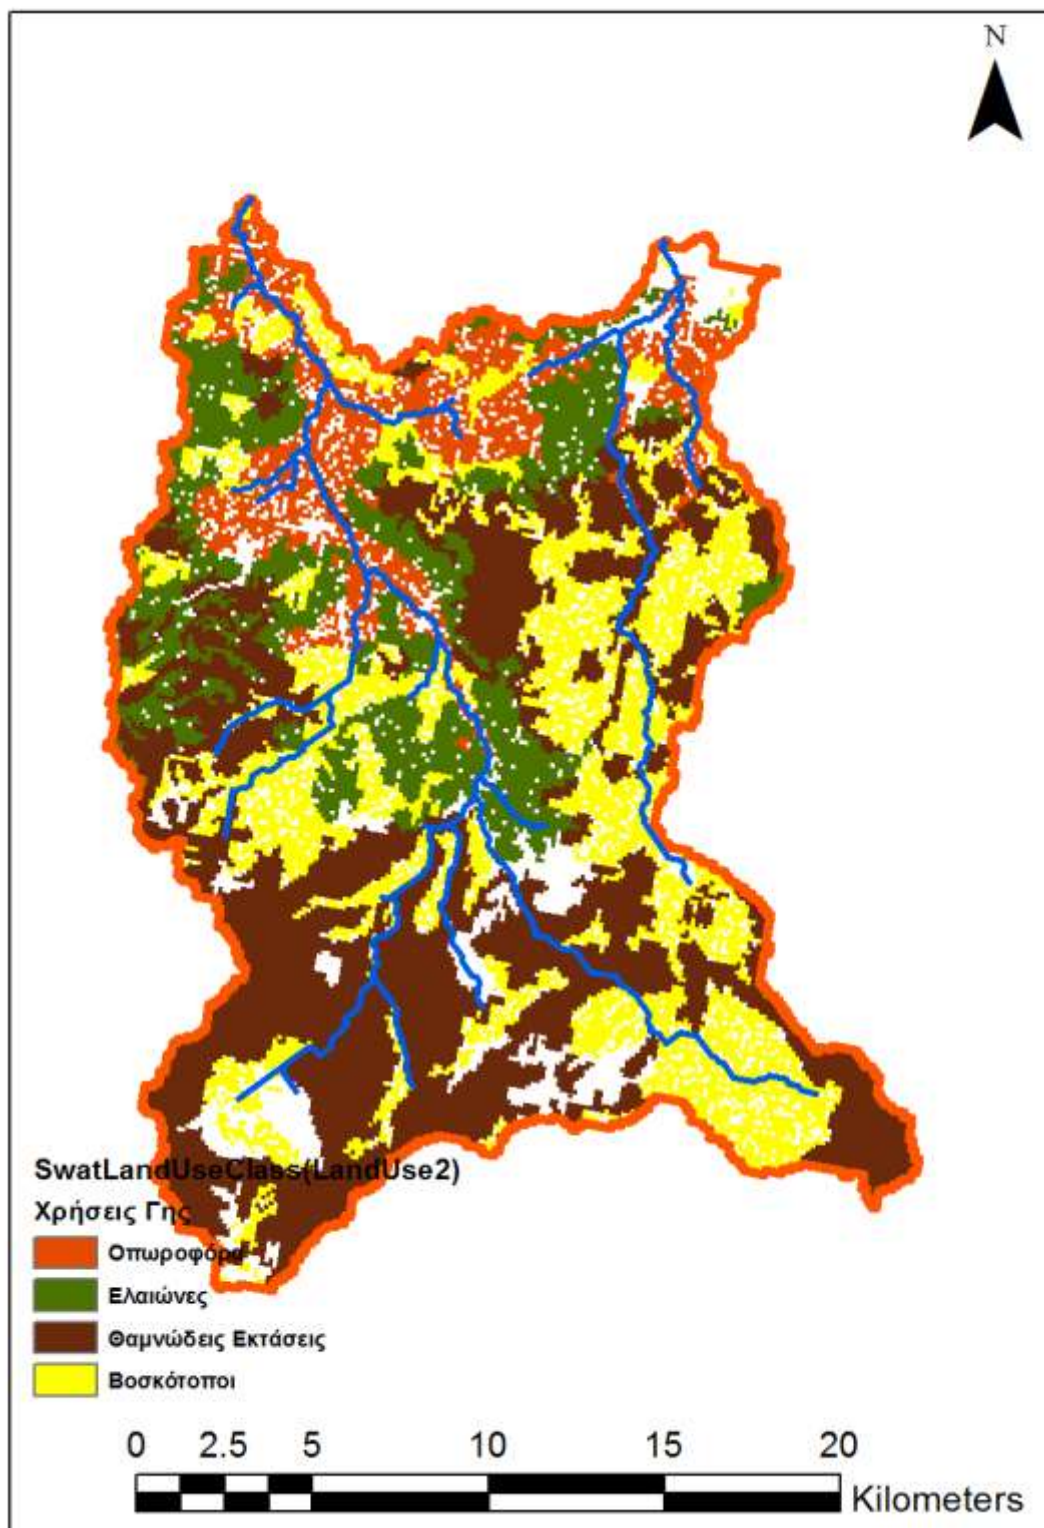 N
SwatLandUseClass(LandUse2)
Χρήσεις Γης
Οπωροφόρα
Ελαιώνες
Θαμνώδεις Εκτάσεις
Βοσκότοποι
0 2.5 5 10 15 20
Kilometers